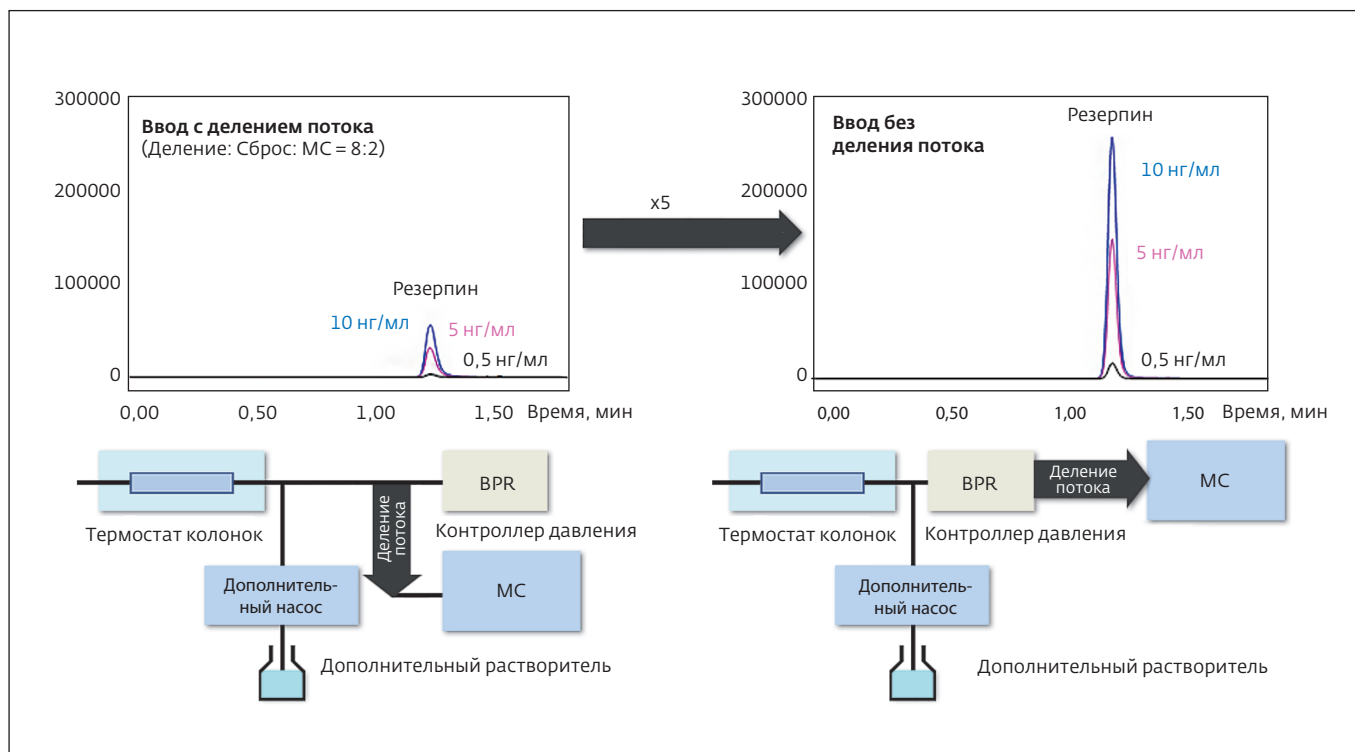 300000
200000
100000
0
Ввод с делением потока
(Деление: Сброс: МС = 8:2)
Резерпин
10 нг/мл
5 нг/мл
0,5 нг/мл
0,00
0,50
1,00
1,50
Время, мин
x5
300000
200000
100000
0
Ввод без
деления потока
Резерпин
10 нг/мл
5 нг/мл
0,5 нг/мл
0,00
0,50
1,00
1,50
Время, мин
Термостат колонок
Деление
потока
BPR
Контроллер давления
Дополнитель-
ный насос
МС
Дополнительный растворитель
Термостат колонок
BPR
Контроллер давления
Деление
потока
МС
Дополнитель-
ный насос
Дополнительный растворитель